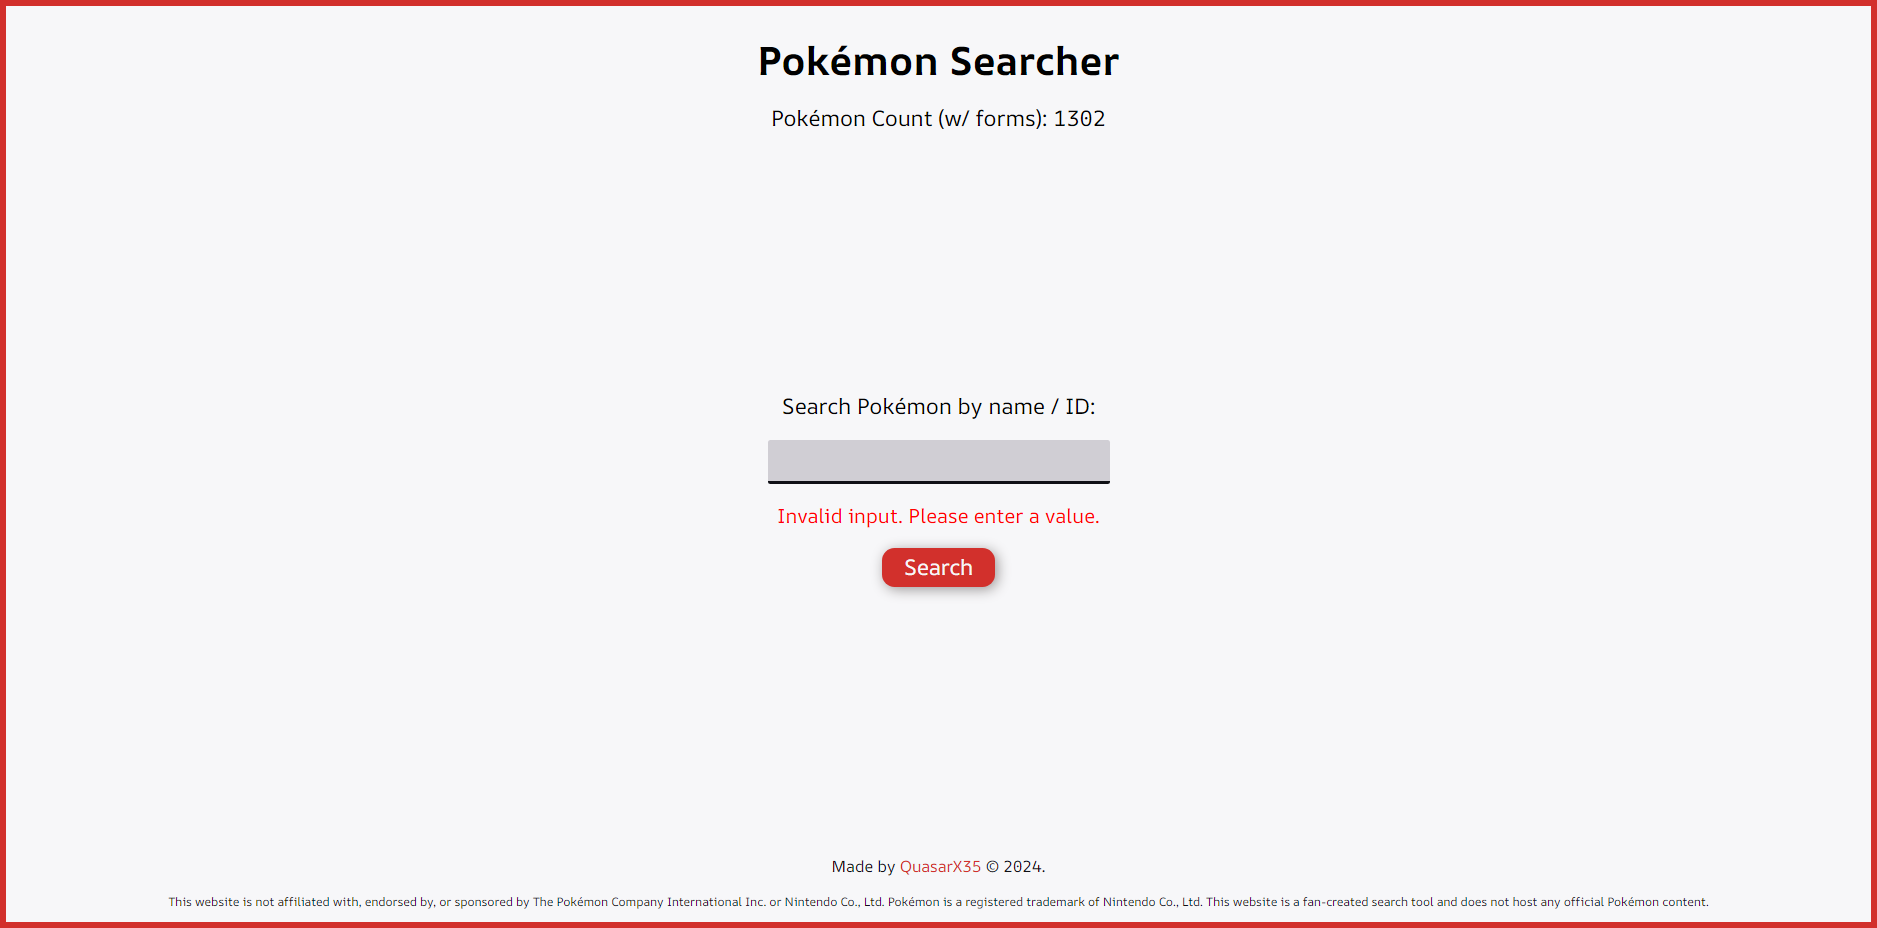 Pokémon Searcher
Pokémon Count (w/ forms): 1302
Search Pokémon by name / ID:
Invalid input. Please enter a value.
Search
Made by QuasarX35 © 2024.
This website is not affiliated with, endorsed by, or sponsored by The Pokémon Company International Inc. or Nintendo Co., Ltd. Pokémon is a registered trademark of Nintendo Co., Ltd. This website is a fan-created search tool and does not host any official Pokémon content.